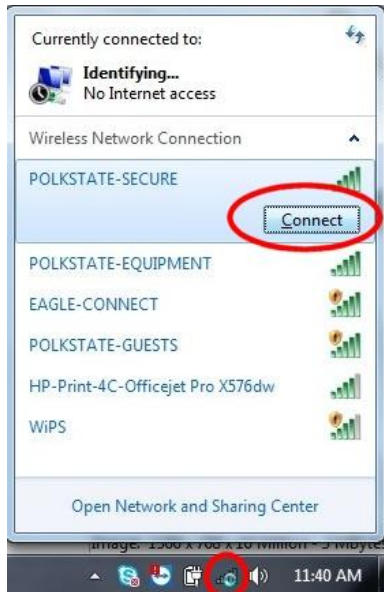 Currently connected to:
Identifying...
No Internet access
Wireless Network Connection
POLKSTATE-SECURE
Connect
POLKSTATE-EQUIPMENT
EAGLE-CONNECT
POLKSTATE-GUESTS
HP-Print-4C-Officejet Pro X576dw
WiPS
Open Network and Sharing Center
11:40 AM